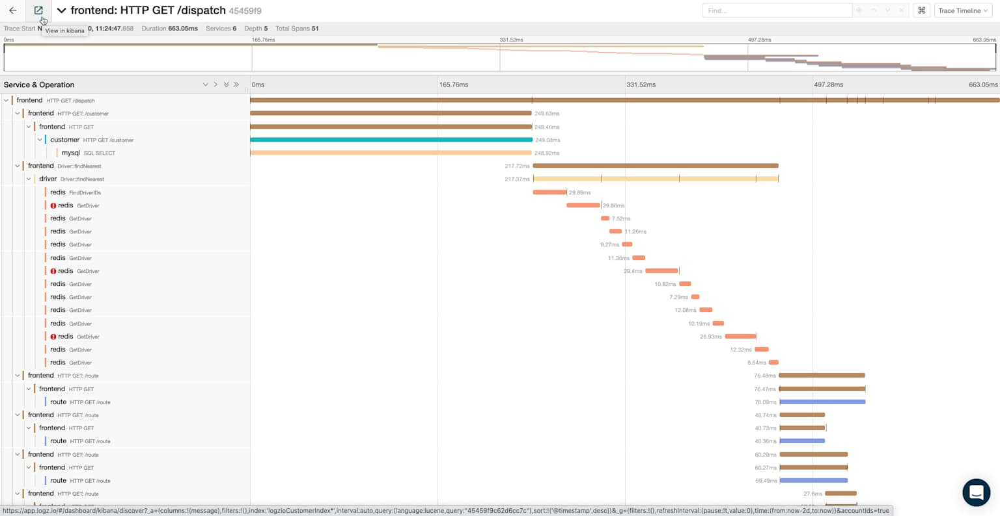 frontend: HTTP GET /dispatch 45459f9
Find...
⌘
Trace Timeline
Trace Start N 0, 11:24:47.658 Duration 663.05ms Services 6 Depth 5 Total Spans 51
View in kibana
0ms 165.76ms 331.52ms 497.28ms 663.05ms
Service & Operation 0ms 165.76ms 331.52ms 497.28ms 663.05ms
frontend HTTP GET /dispatch
frontend HTTP GET: /customer 249.63ms
frontend HTTP GET 249.46ms
customer HTTP GET /customer 249.08ms
mysql SQL SELECT 248.92ms
frontend Driver::findNearest 217.72ms
driver Driver::findNearest 217.37ms
redis FindDriverIDs 29.89ms
redis GetDriver 29.86ms
redis GetDriver 7.52ms
redis GetDriver 11.26ms
redis GetDriver 9.27ms
redis GetDriver 11.36ms
redis GetDriver 29.4ms
redis GetDriver 10.82ms
redis GetDriver 7.29ms
redis GetDriver 12.08ms
redis GetDriver 10.19ms
redis GetDriver 26.93ms
redis GetDriver 12.32ms
redis GetDriver 8.64ms
frontend HTTP GET: /route 76.48ms
frontend HTTP GET 76.47ms
route HTTP GET /route 76.09ms
frontend HTTP GET: /route 40.74ms
frontend HTTP GET 40.73ms
route HTTP GET /route 40.36ms
frontend HTTP GET: /route 60.29ms
frontend HTTP GET 60.27ms
route HTTP GET /route 59.49ms
frontend HTTP GET: /route 27.6ms
https://app.logz.io/#/dashboard/kibana/discover?_a=(columns:!(message),filters:!(),index:'logzioCustomerIndex*',interval:auto,query:(language:lucene,query:"45459f9c62d6cc7c"),sort:!('@timestamp',desc))&_g=(filters:!(),refreshInterval:(pause:!t,value:0),time:(from:now-2d,to:now))&accountIds=true